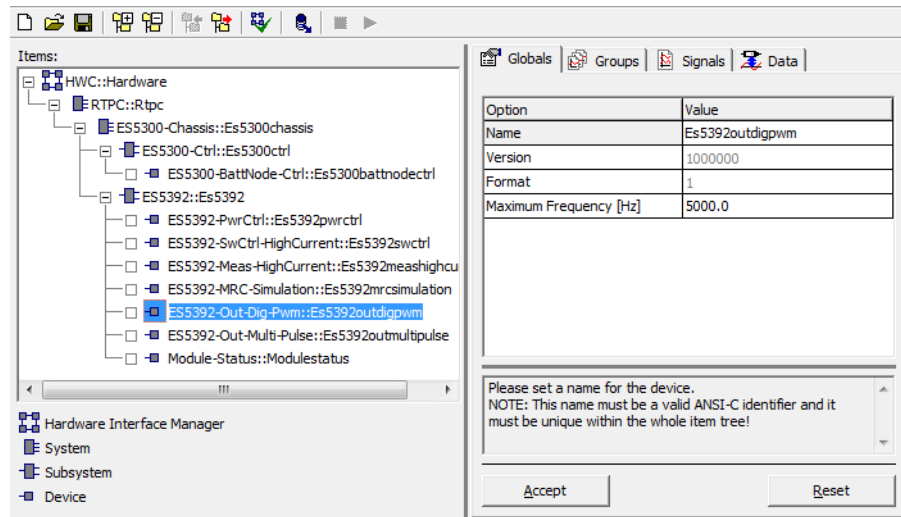 Items:
HWC::Hardware
RTPC::Rtpc
ES5300-Chassis::Es5300chassis
ES5300-Ctrl::Es5300ctrl
ES5300-BattNode-Ctrl::Es5300battnodectrl
ES5392::Es5392
ES5392-PwrCtrl::Es5392pwrctrl
ES5392-SwCtrl-HighCurrent::Es5392swctrl
ES5392-Meas-HighCurrent::Es5392meashighcu
ES5392-MRC-Simulation::Es5392mrcsimulation
ES5392-Out-Dig-Pwm::Es5392outdigpwm
ES5392-Out-Multi-Pulse::Es5392outmultipulse
Module-Status::Modulestatus
Hardware Interface Manager
System
Subsystem
Device
Globals Groups Signals Data
Option Value
Name Es5392outdigpwm
Version 1000000
Format 1
Maximum Frequency [Hz] 5000.0
Please set a name for the device.
NOTE: This name must be a valid ANSI-C identifier and it
must be unique within the whole item tree!
Accept Reset